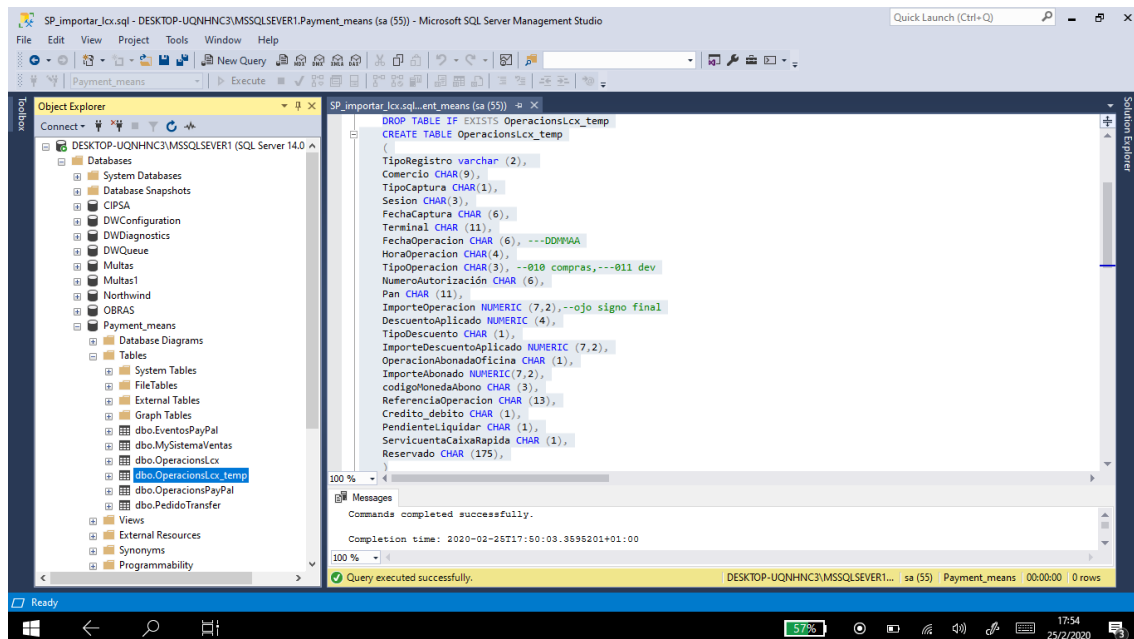 SP_importar_lcx.sql - DESKTOP-UQNHNC3\MSSQLSEVER1.Payment_means (sa (55)) - Microsoft SQL Server Management Studio
Quick Launch (Ctrl+Q)
File Edit View Project Tools Window Help
New Query
Payment_means
Execute
Toolbox
Object Explorer
Connect
DESKTOP-UQNHNC3\MSSQLSEVER1 (SQL Server 14.0
Databases
System Databases
Database Snapshots
CIPSA
DWConfiguration
DWDiagnostics
DWQueue
Multas
Multas1
Northwind
OBRAS
Payment_means
Database Diagrams
Tables
System Tables
FileTables
External Tables
Graph Tables
dbo.EventosPayPal
dbo.MySistemaVentas
dbo.OperacionsLcx
dbo.OperacionsLcx_temp
dbo.OperacionsPayPal
dbo.PedidoTransfer
Views
External Resources
Synonyms
Programmability
SP_importar_lcx.sql...ent_means (sa (55))
DROP TABLE IF EXISTS OperacionsLcx_temp
CREATE TABLE OperacionsLcx_temp
(
TipoRegistro varchar (2),
Comercio CHAR(9),
TipoCaptura CHAR(1),
Sesion CHAR(3),
FechaCaptura CHAR (6),
Terminal CHAR (11),
FechaOperacion CHAR (6), ---DDMMAA
HoraOperacion CHAR(4),
TipoOperacion CHAR(3), --010 compras,---011 dev
NumeroAutorización CHAR (6),
Pan CHAR (11),
ImporteOperacion NUMERIC (7,2),--ojo signo final
DescuentoAplicado NUMERIC (4),
TipoDescuento CHAR (1),
ImporteDescuentoAplicado NUMERIC (7,2),
OperacionAbonadaOficina CHAR (1),
ImporteAbonado NUMERIC(7,2),
codigoMonedaAbono CHAR (3),
ReferenciaOperacion CHAR (13),
Credito_debito CHAR (1),
PendienteLiquidar CHAR (1),
ServicuentaCaixaRapida CHAR (1),
Reservado CHAR (175),
)
100 %
Messages
Commands completed successfully.
Completion time: 2020-02-25T17:50:03.3595201+01:00
100 %
Query executed successfully.
DESKTOP-UQNHNC3\MSSQLSEVER1... sa (55) Payment_means 00:00:00 0 rows
Solution Explorer
Ready
57%
17:54
25/2/2020
3